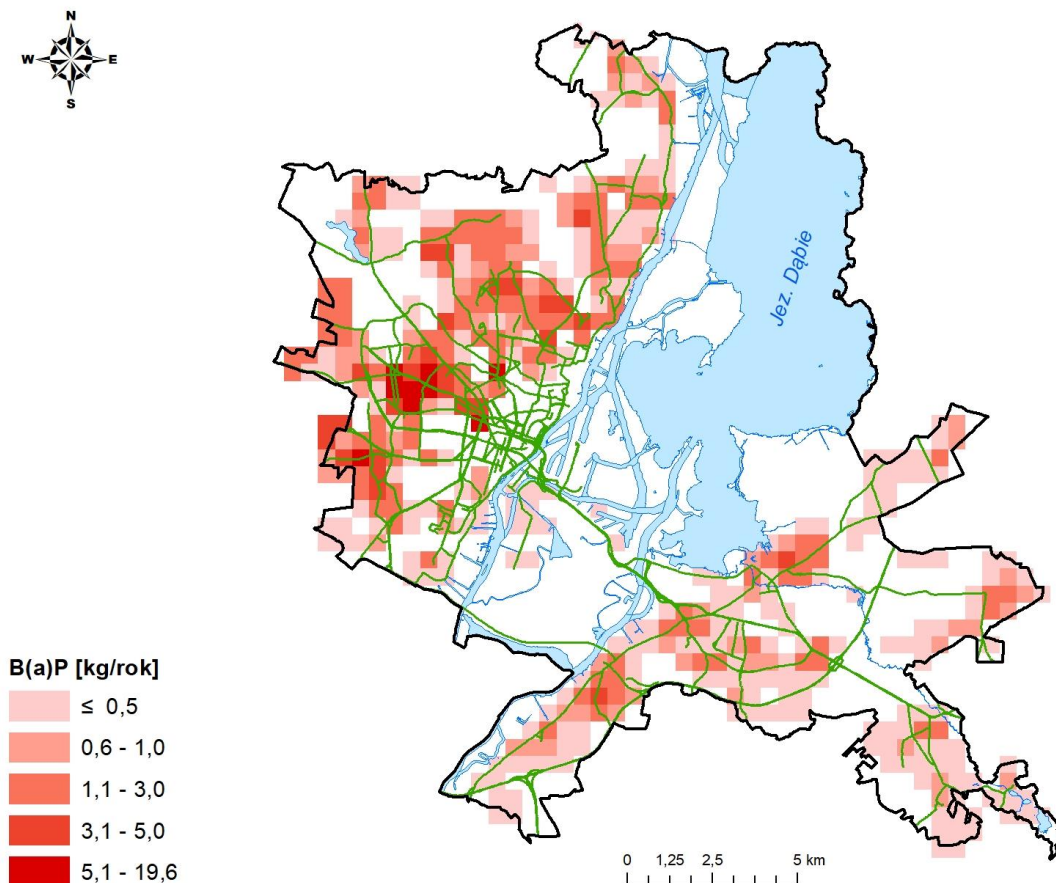 N
W E
S
Jez. Dąbie
B(a)P [kg/rok]
≤ 0,5
0,6 - 1,0
1,1 - 3,0
3,1 - 5,0
5,1 - 19,6
0 1,25 2,5 5 km